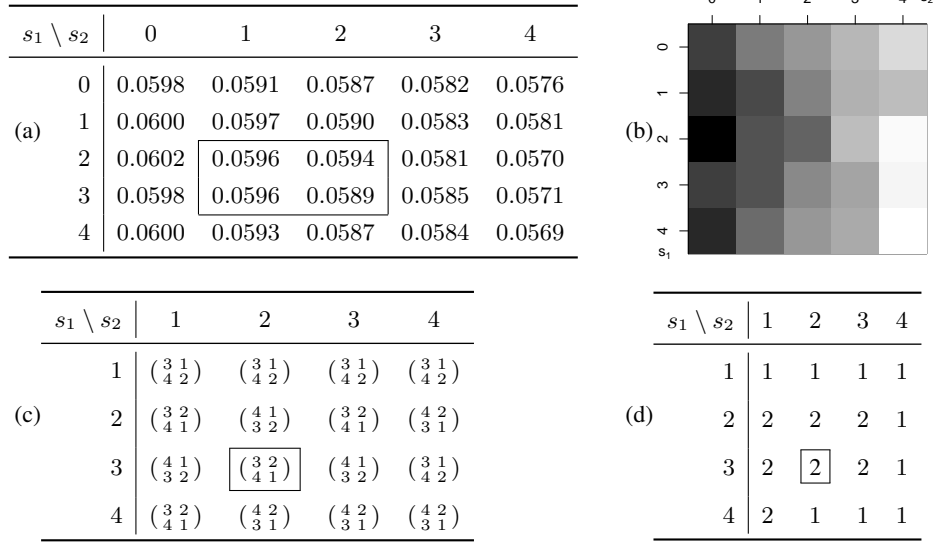 s₁ \ s₂ 0 1 2 3 4
0 0.0598 0.0591 0.0587 0.0582 0.0576
(a) 1 0.0600 0.0597 0.0590 0.0583 0.0581
2 0.0602 0.0596 0.0594 0.0581 0.0570
3 0.0598 0.0596 0.0589 0.0585 0.0571
4 0.0600 0.0593 0.0587 0.0584 0.0569
0 1 2 3 4 s₂
0
1
(b) 2
3
4
s₁
s₁ \ s₂ 1 2 3 4
1 (3 1 4 2) (3 1 4 2) (3 1 4 2) (3 1 4 2)
(c) 2 (3 2 4 1) (4 1 3 2) (3 2 4 1) (4 2 3 1)
3 (4 1 3 2) (3 2 4 1) (4 1 3 2) (3 1 4 2)
4 (3 2 4 1) (4 2 3 1) (4 2 3 1) (4 2 3 1)
s₁ \ s₂ 1 2 3 4
1 1 1 1 1
(d) 2 2 2 2 1
3 2 2 2 1
4 2 1 1 1